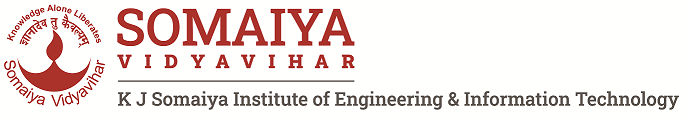 Knowledge Alone Liberates
ज्ञानादेव तु कैवल्यम्
Somaiya Vidyavihar
SOMAIYA
VIDYAVIHAR
K J Somaiya Institute of Engineering & Information Technology